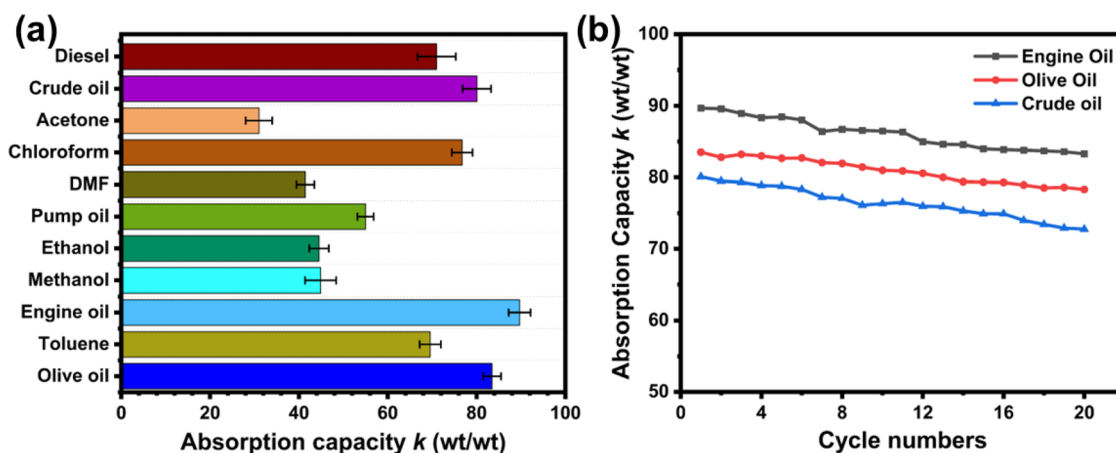 (a)
Diesel
Crude oil
Acetone
Chloroform
DMF
Pump oil
Ethanol
Methanol
Engine oil
Toluene
Olive oil
0 20 40 60 80 100
Absorption capacity k (wt/wt)
(b)
Engine Oil
Olive Oil
Crude oil
Absorption Capacity k (wt/wt)
100
90
80
70
60
50
0 4 8 12 16 20
Cycle numbers